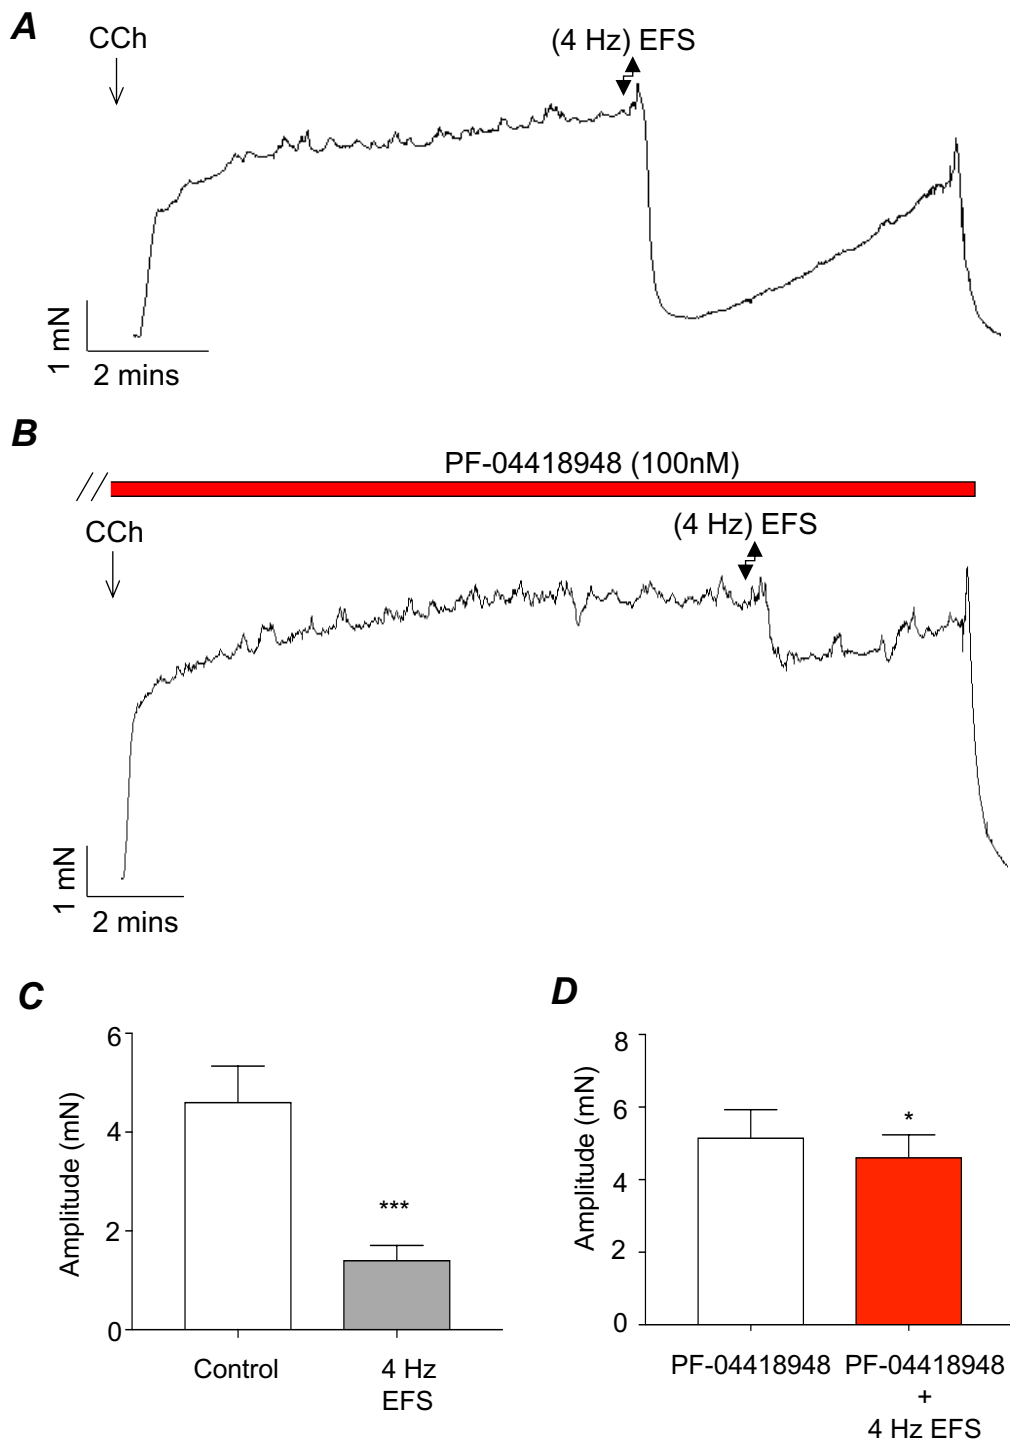 A
CCh
(4 Hz) EFS
1 mN
2 mins
B
PF-04418948 (100nM)
CCh
(4 Hz) EFS
1 mN
2 mins
C
6
4
2
0
Amplitude (mN)
***
Control
4 Hz
EFS
D
8
6
4
2
0
Amplitude (mN)
*
PF-04418948
PF-04418948
+
4 Hz EFS